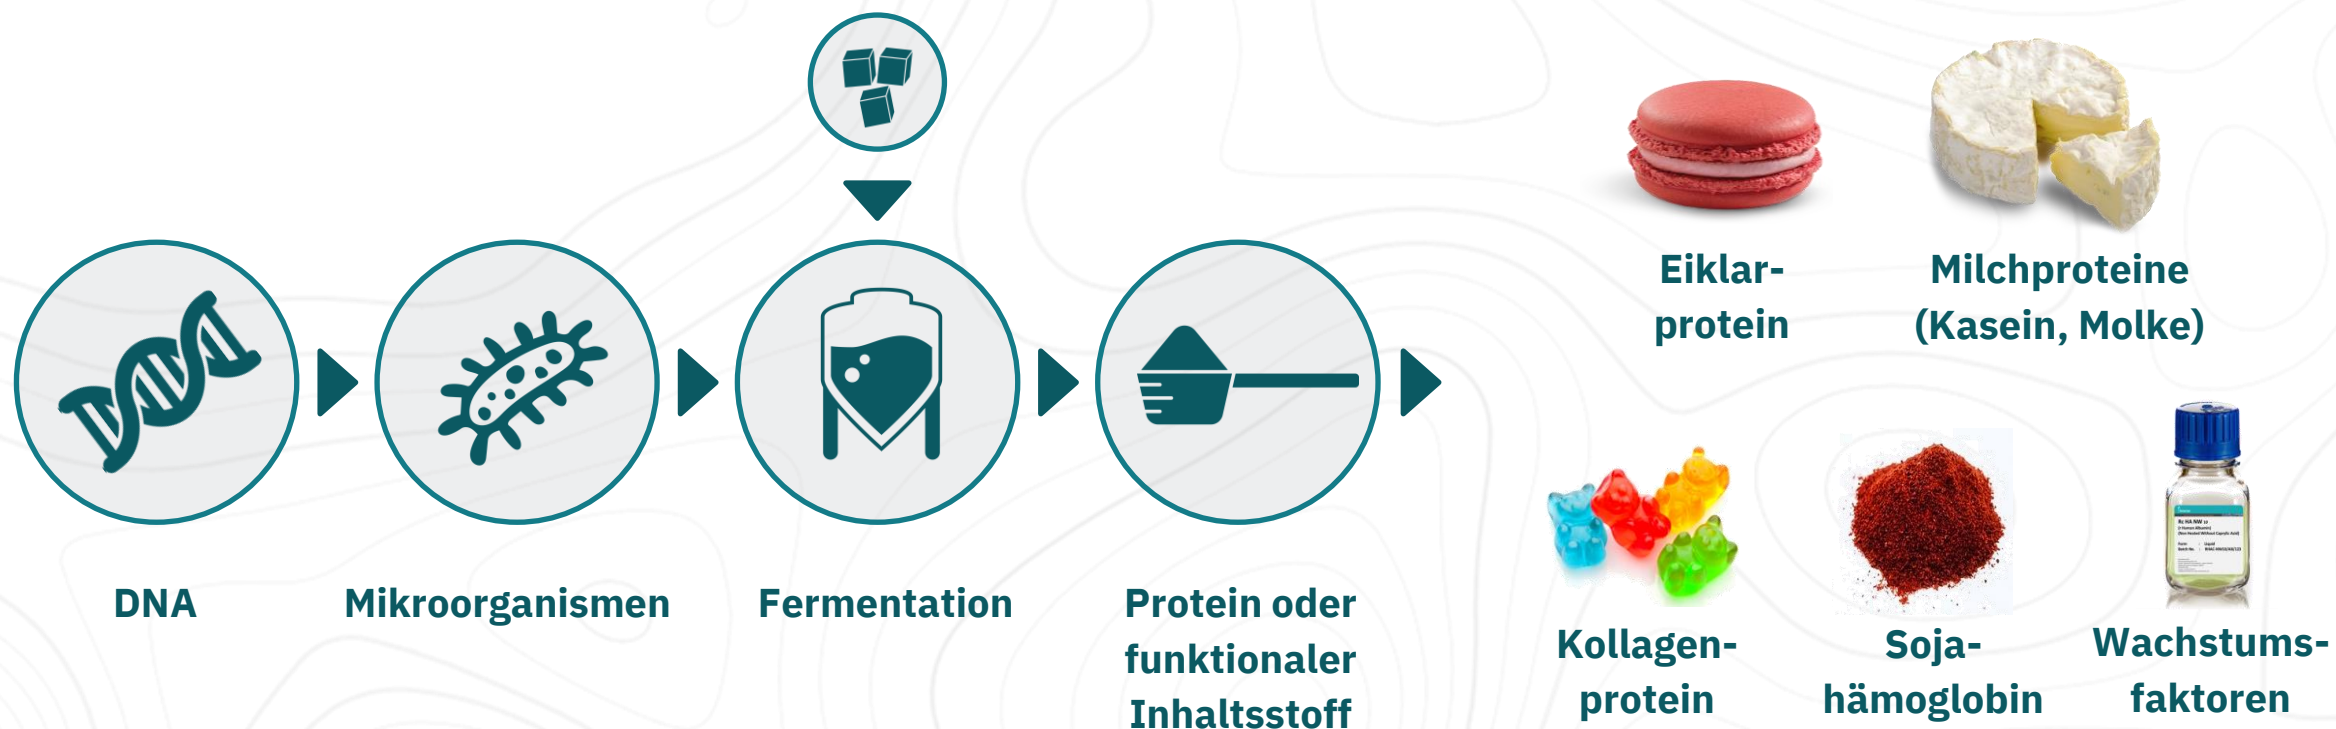 Eiklar-
protein
Milchproteine
(Kasein, Molke)
DNA
Mikroorganismen
Fermentation
Protein oder
funktionaler
Inhaltsstoff
Kollagen-
protein
Soja-
hämoglobin
Wachstums-
faktoren